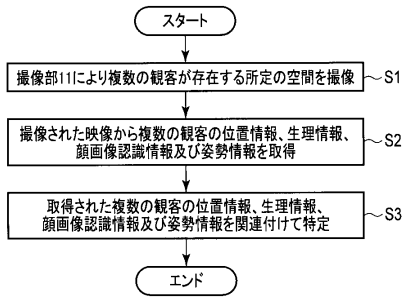 スタート
撮像部11により複数の観客が存在する所定の空間を撮像
S1
撮像された映像から複数の観客の位置情報、生理情報、
顔画像認識情報及び姿勢情報を取得
S2
取得された複数の観客の位置情報、生理情報、
顔画像認識情報及び姿勢情報を関連付けて特定
S3
エンド